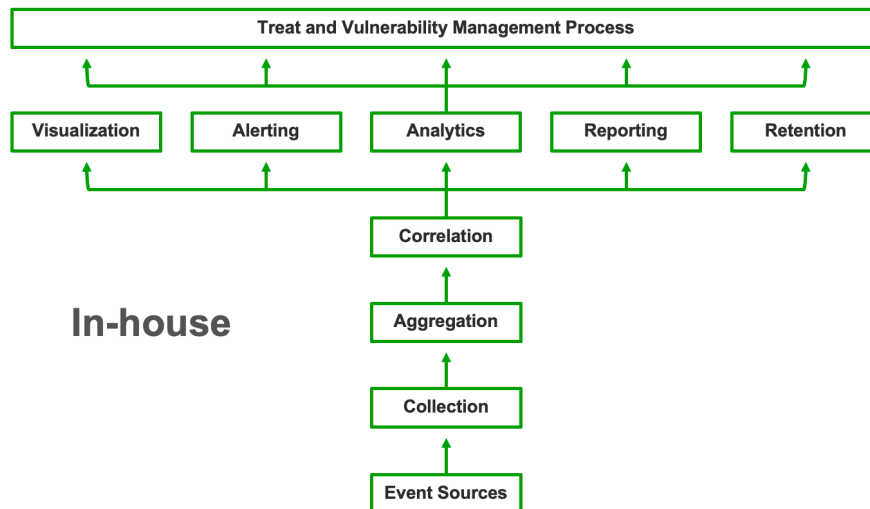 Treat and Vulnerability Management Process
Visualization
Alerting
Analytics
Reporting
Retention
Correlation
In-house
Aggregation
Collection
Event Sources